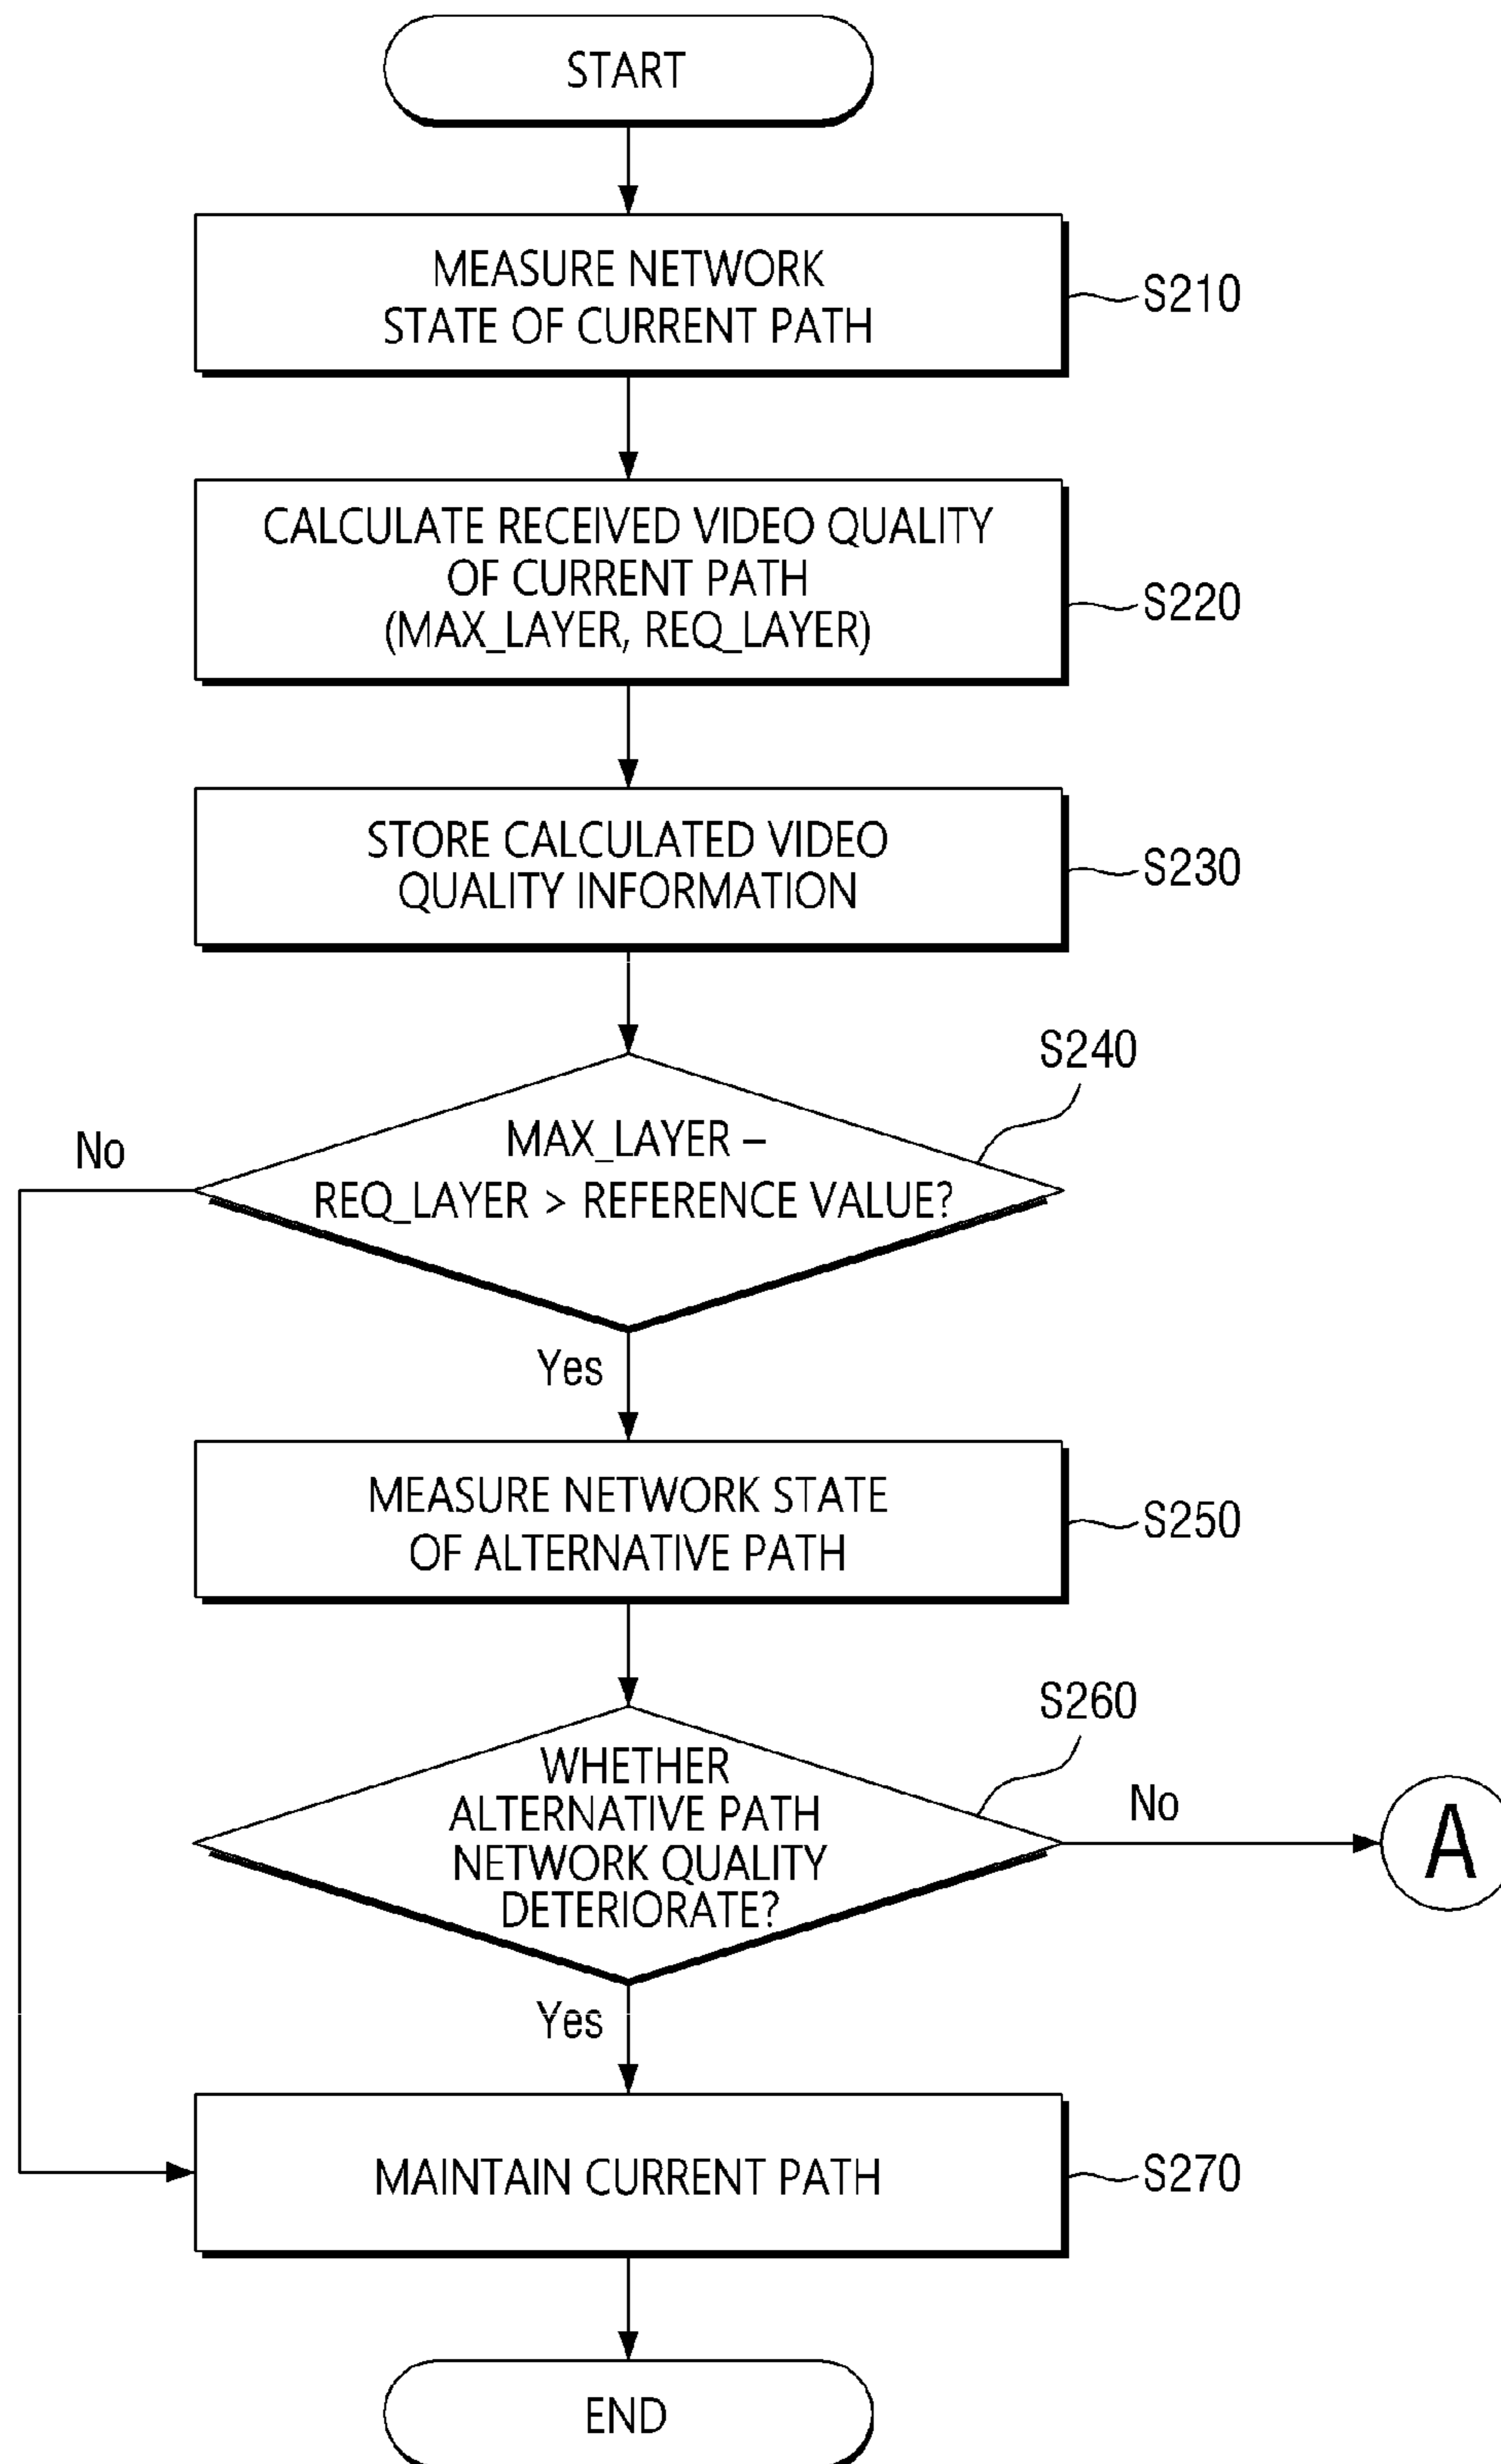 START
MEASURE NETWORK
STATE OF CURRENT PATH
S210
CALCULATE RECEIVED VIDEO QUALITY
OF CURRENT PATH
(MAX_LAYER, REQ_LAYER)
S220
STORE CALCULATED VIDEO
QUALITY INFORMATION
S230
S240
No
MAX_LAYER –
REQ_LAYER > REFERENCE VALUE?
Yes
MEASURE NETWORK STATE
OF ALTERNATIVE PATH
S250
S260
WHETHER
ALTERNATIVE PATH
NETWORK QUALITY
DETERIORATE?
No
A
Yes
MAINTAIN CURRENT PATH
S270
END